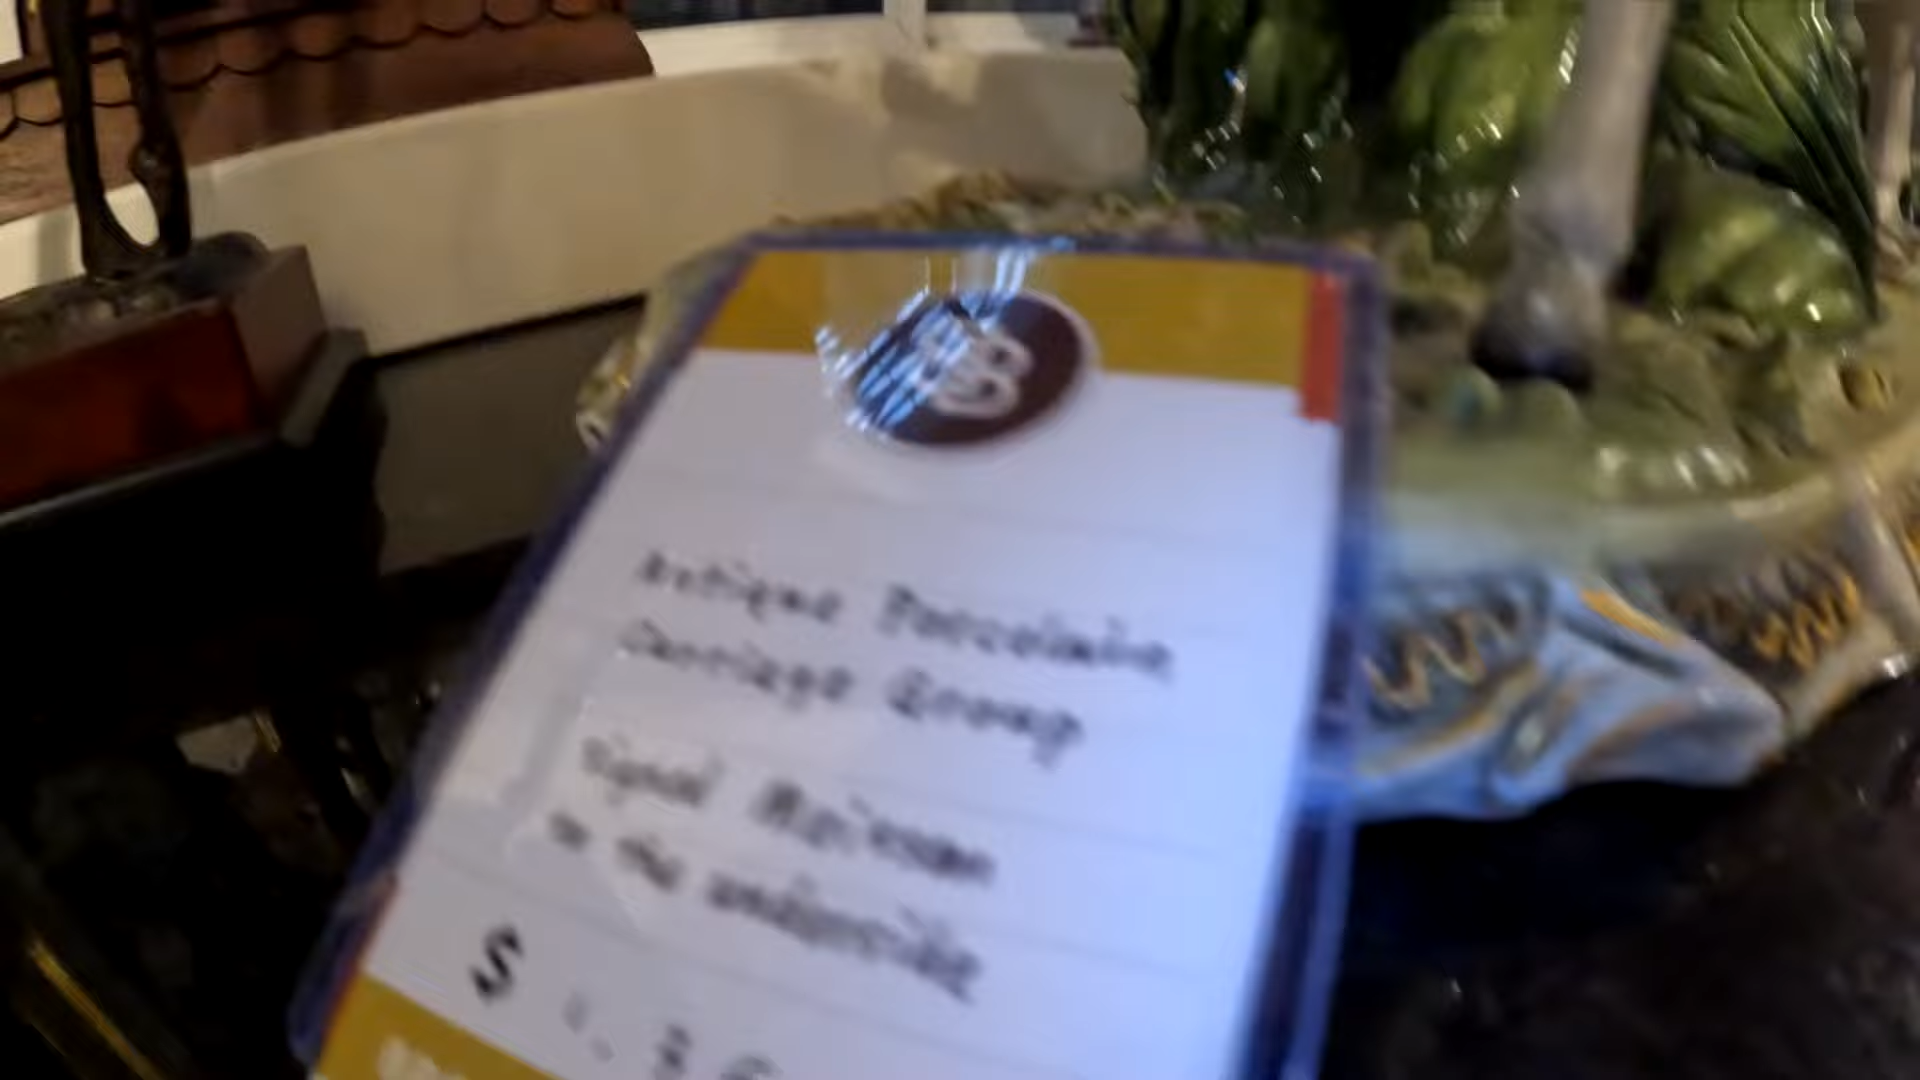 Antique Porcelain
Carriage Group
Signed Meissen
on the underside
$